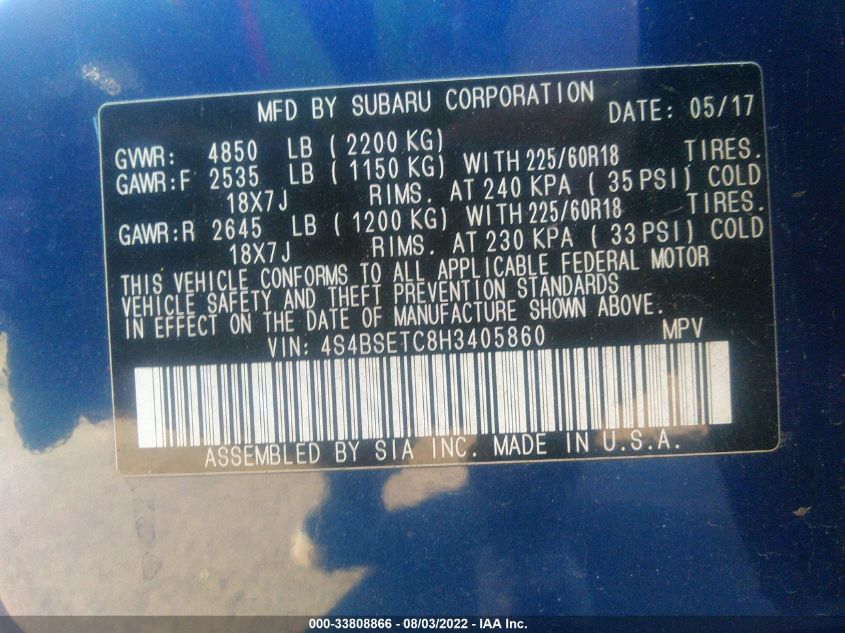 MFD BY SUBARU CORPORATION DATE: 05/17
GVWR: 4850 LB ( 2200 KG)
GAWR:F 2535 LB ( 1150 KG) WITH 225/60R18 TIRES.
18X7J RIMS. AT 240 KPA ( 35 PSI) COLD
GAWR:R 2645 LB ( 1200 KG) WITH 225/60R18 TIRES.
18X7J RIMS. AT 230 KPA ( 33 PSI) COLD
THIS VEHICLE CONFORMS TO ALL APPLICABLE FEDERAL MOTOR
VEHICLE SAFETY AND THEFT PREVENTION STANDARDS
IN EFFECT ON THE DATE OF MANUFACTURE SHOWN ABOVE.
VIN: 4S4BSETC8H3405860 MPV
ASSEMBLED BY SIA INC. MADE IN U.S.A.
000-33808866 - 08/03/2022 - IAA Inc.